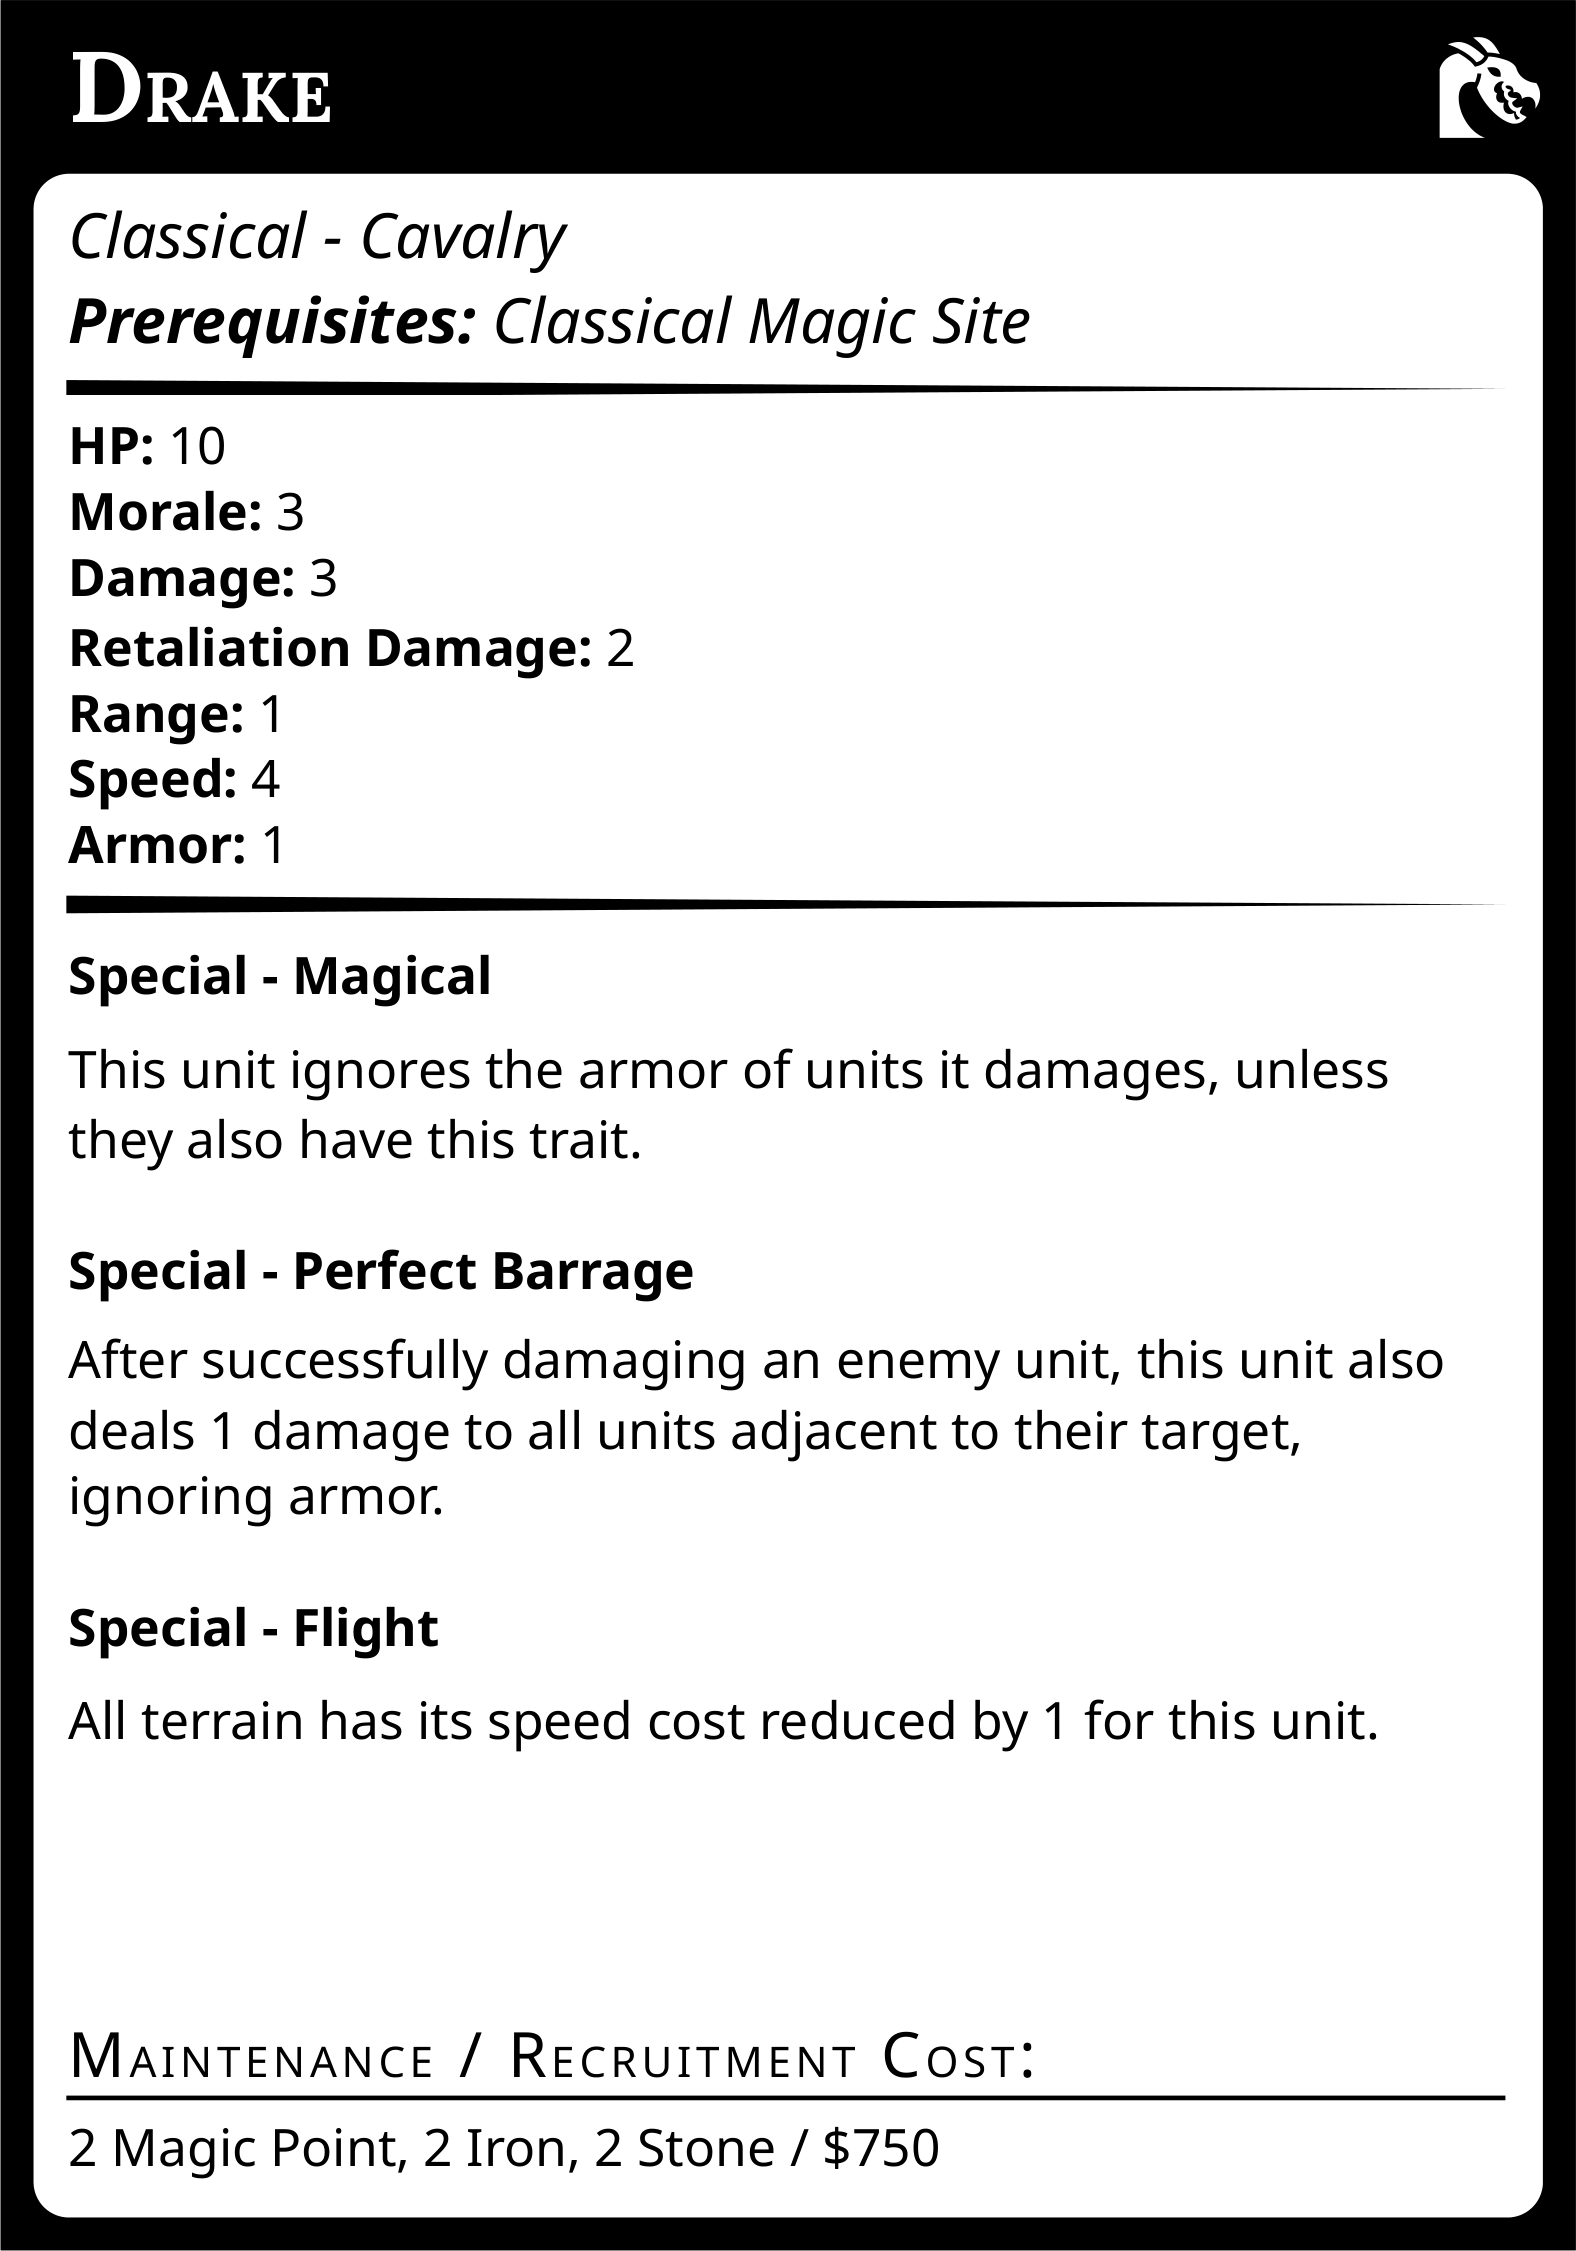 Drake
Classical - Cavalry
Prerequisites: Classical Magic Site
HP: 10
Morale: 3
Damage: 3
Retaliation Damage: 2
Range: 1
Speed: 4
Armor: 1
Special - Magical
This unit ignores the armor of units it damages, unless
they also have this trait.
Special - Perfect Barrage
After successfully damaging an enemy unit, this unit also
deals 1 damage to all units adjacent to their target,
ignoring armor.
Special - Flight
All terrain has its speed cost reduced by 1 for this unit.
Maintenance / Recruitment Cost:
2 Magic Point, 2 Iron, 2 Stone / $750